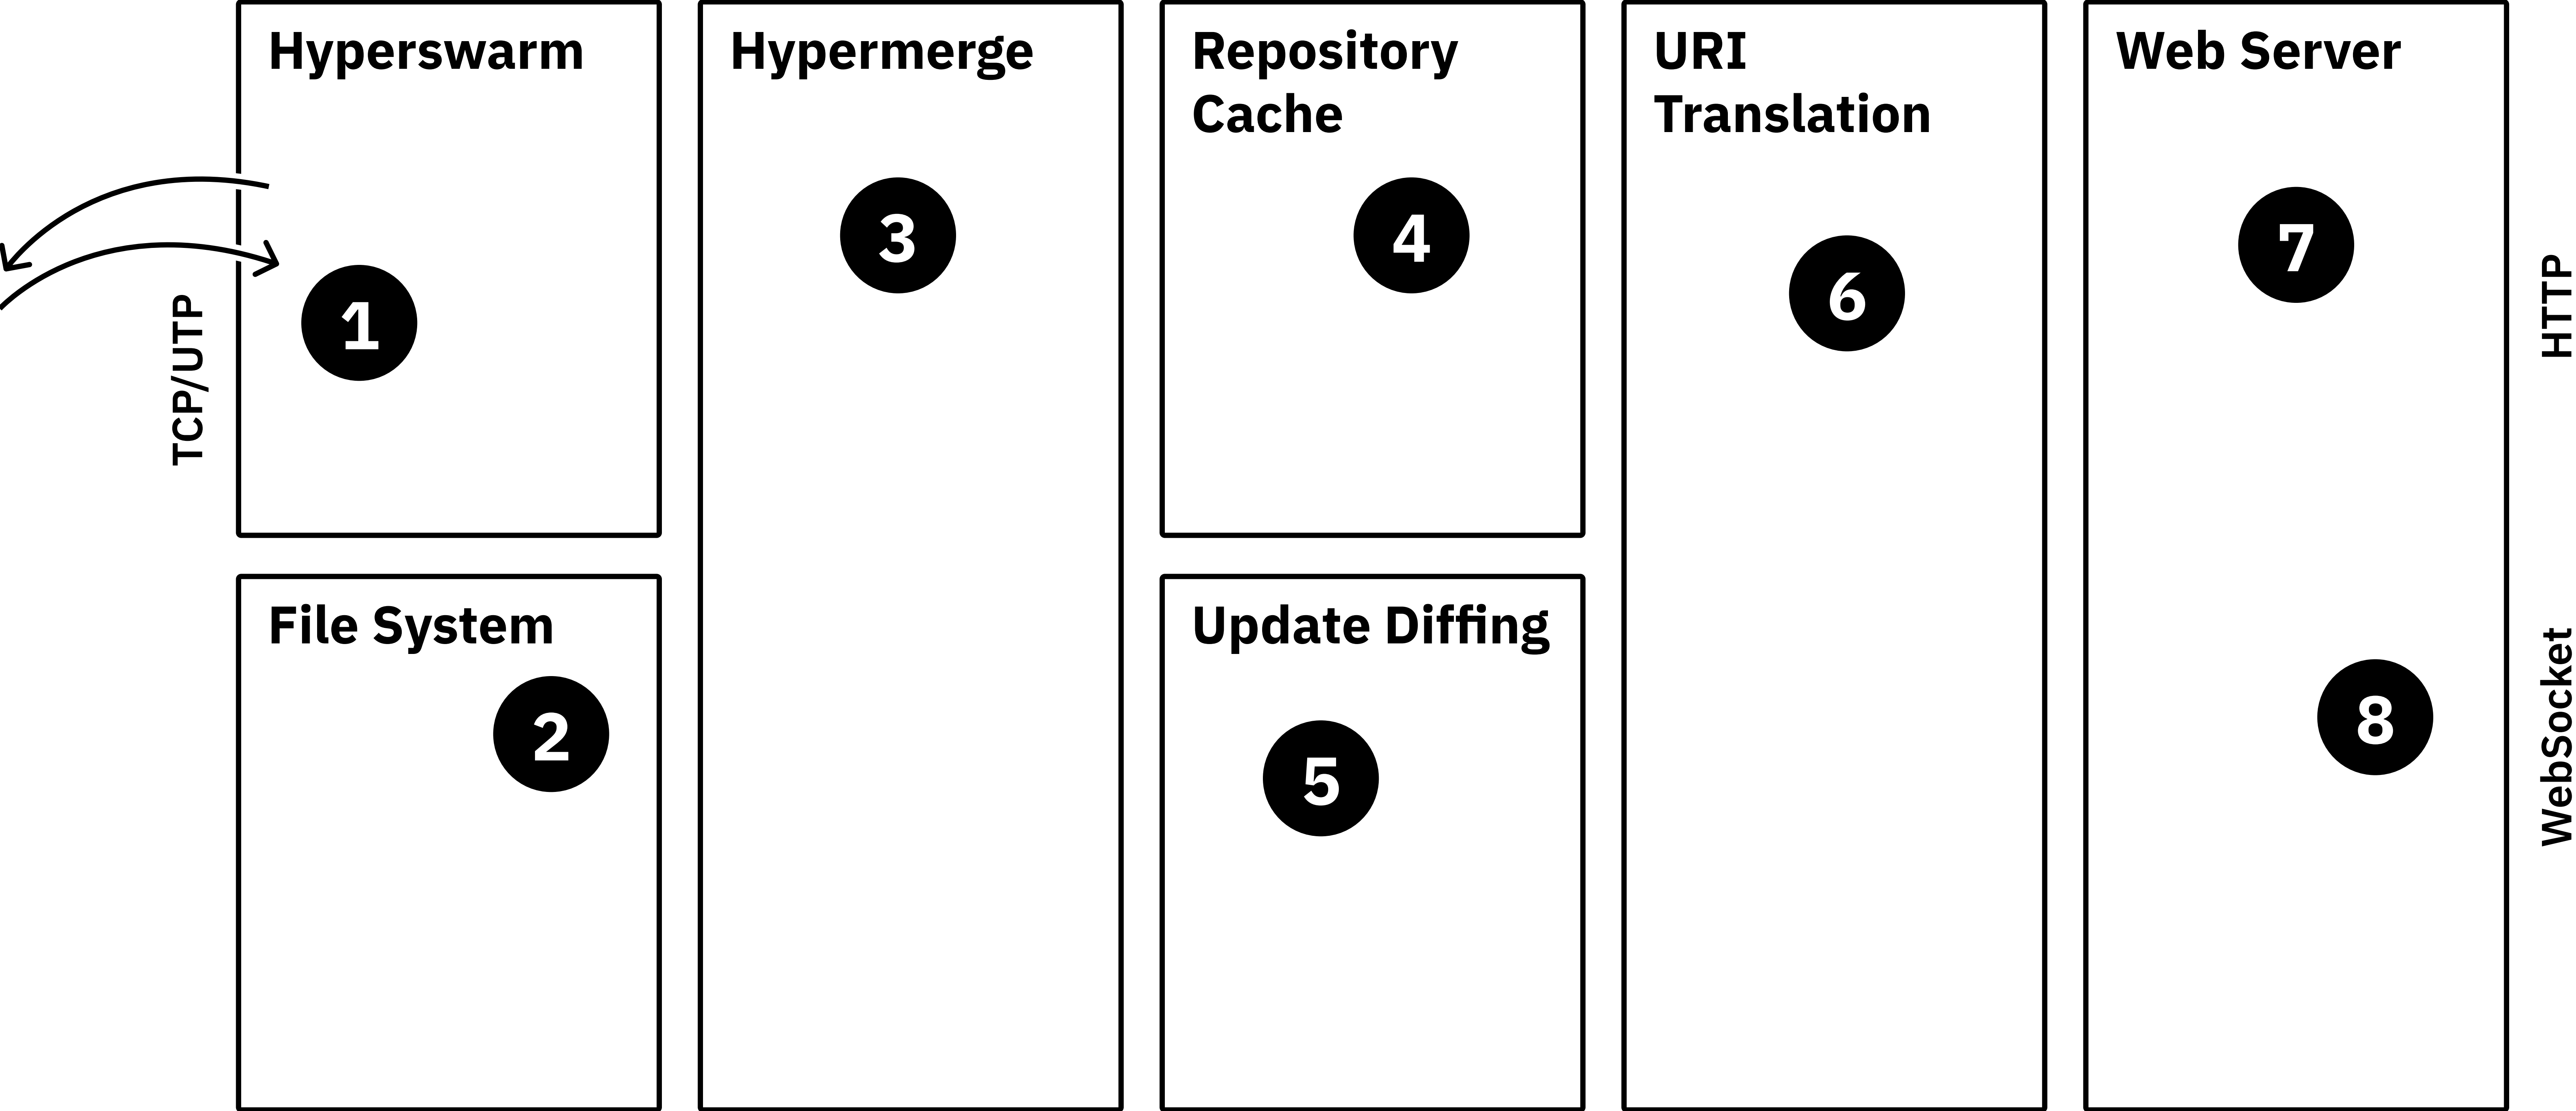 Hyperswarm
1
TCP/UTP
File System
2
Hypermerge
3
Repository
Cache
4
Update Diffing
5
URI
Translation
6
Web Server
7
8
HTTP
WebSocket